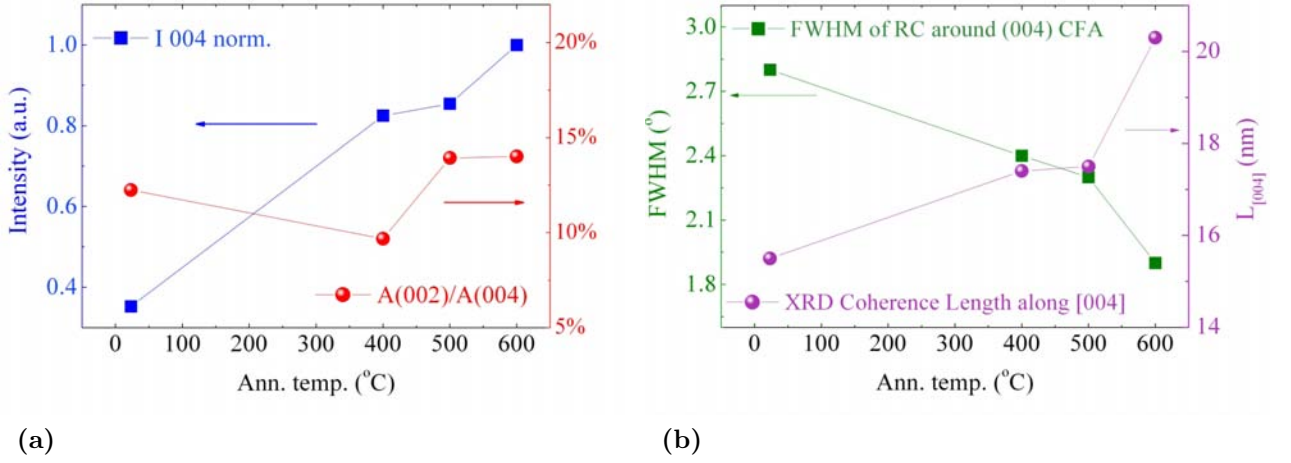 I 004 norm.
1.0
0.8
0.6
0.4
Intensity (a.u.)
20%
15%
10%
5%
A(002)/A(004)
0 100 200 300 400 500 600
Ann. temp. (°C)
(a)
FWHM of RC around (004) CFA
3.0
2.7
2.4
2.1
1.8
FWHM (°)
20
18
16
14
L[004] (nm)
XRD Coherence Length along [004]
0 100 200 300 400 500 600
Ann. temp. (°C)
(b)